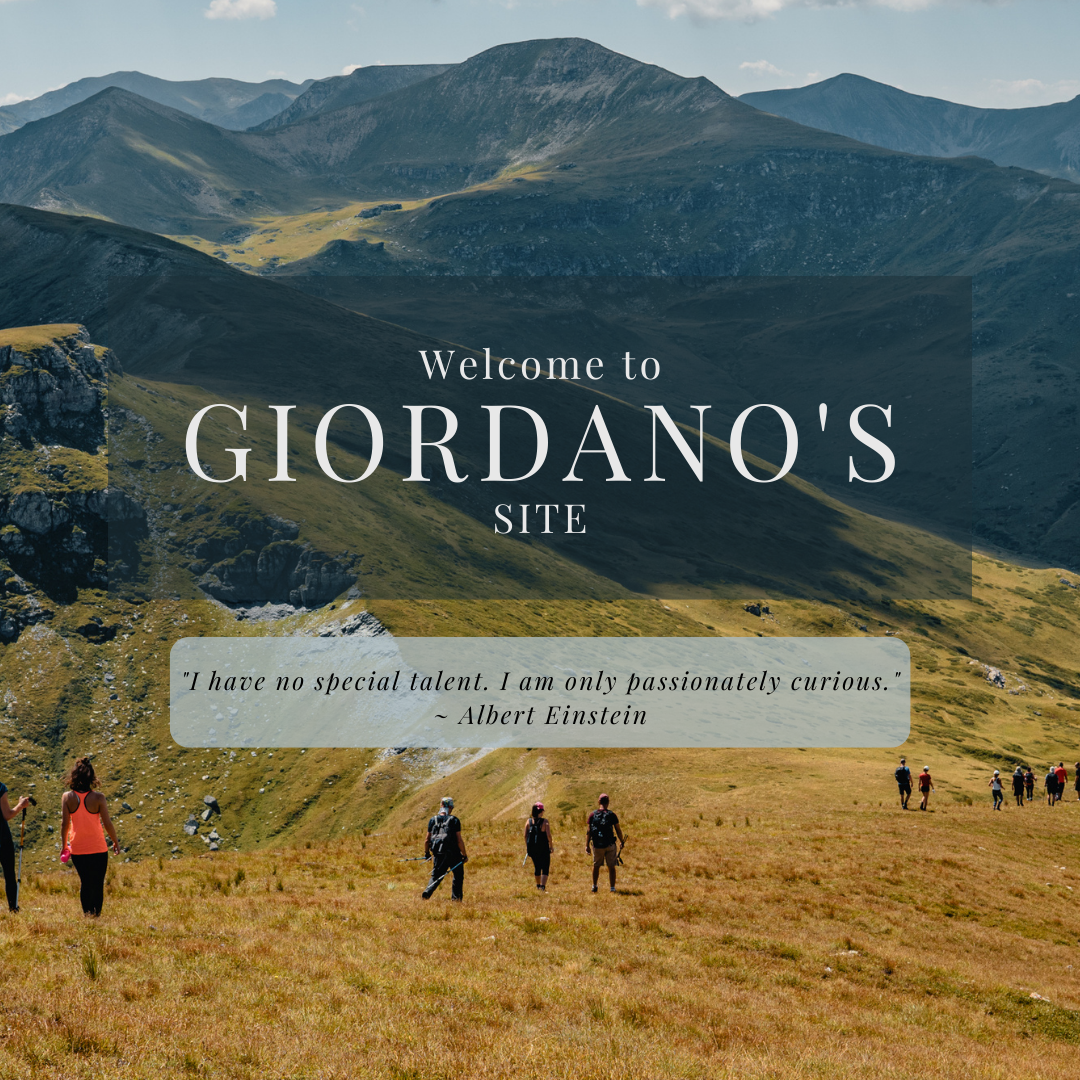 Welcome to
GIORDANO'S
SITE
"I have no special talent. I am only passionately curious."
~ Albert Einstein